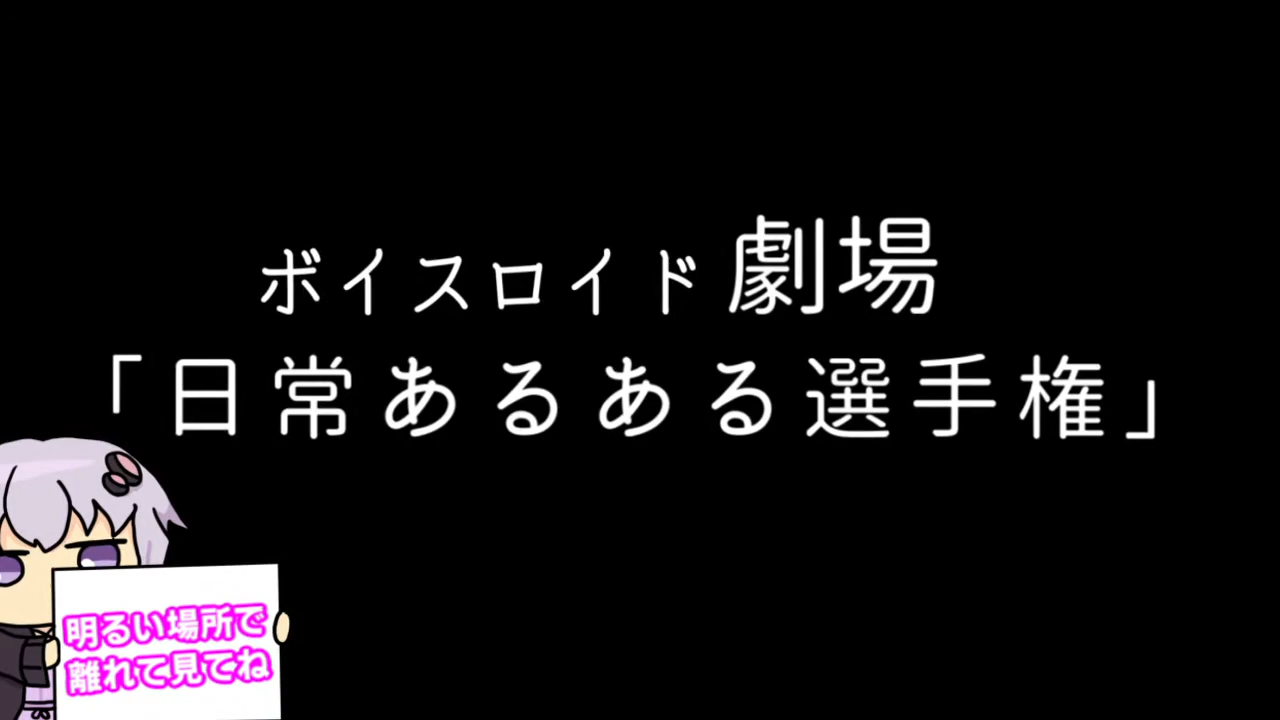 ボイスロイド劇場
「日常あるある選手権」
明るい場所で
離れて見てね